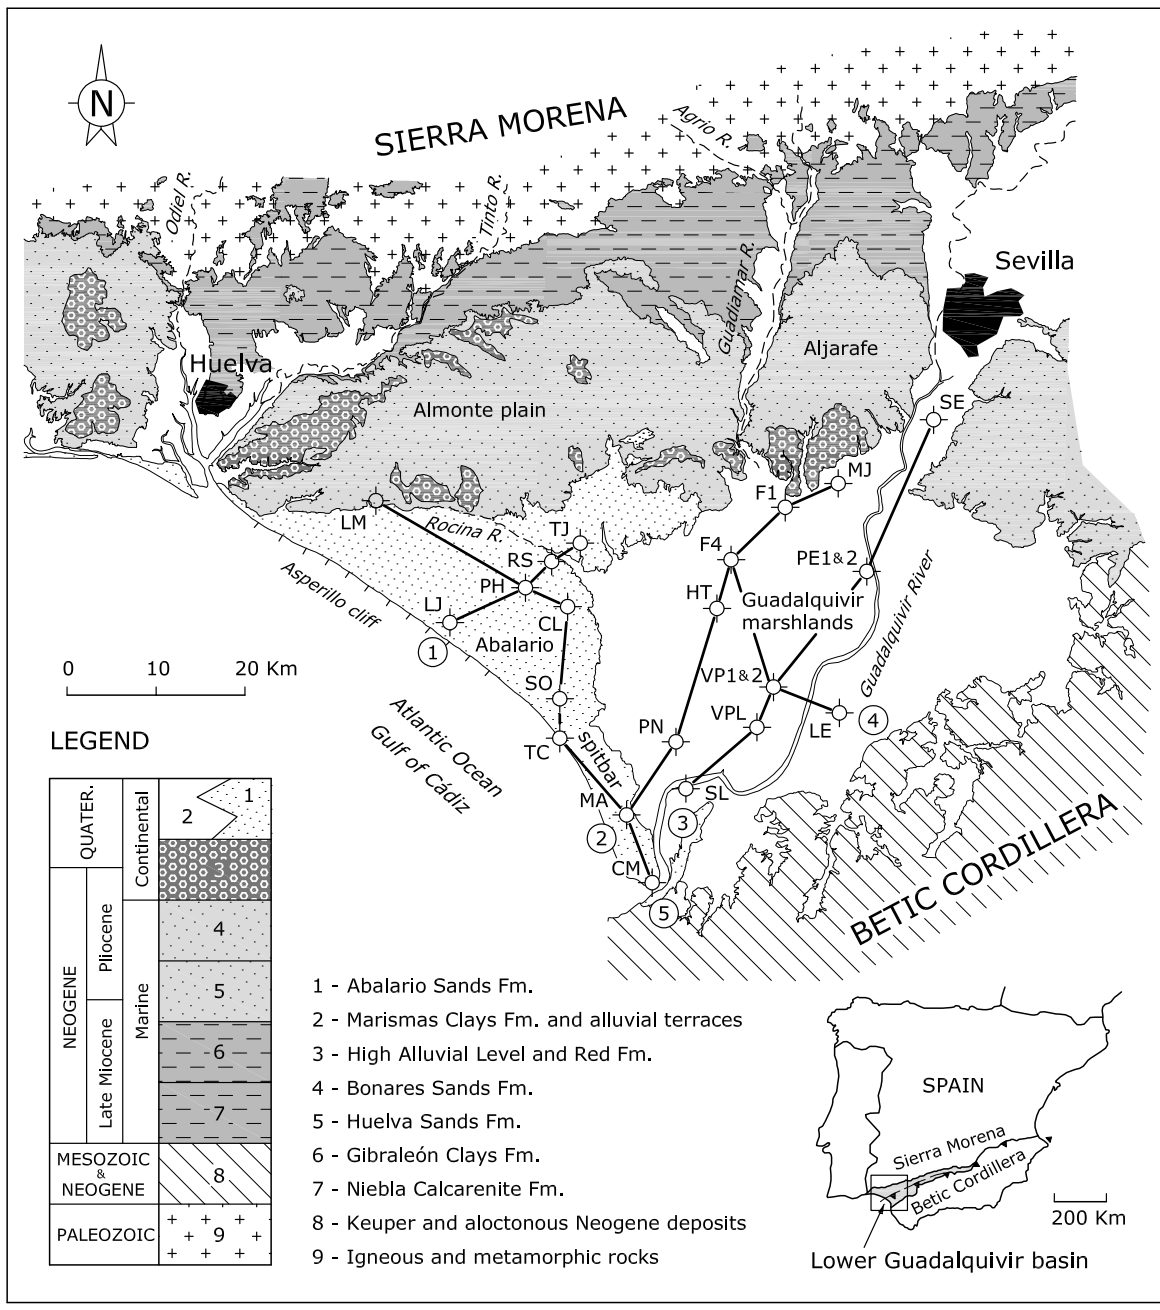 N
SIERRA MORENA
Agrio R.
Odiel R.
Tinto R.
Guadiamar R.
Sevilla
Huelva
Aljarafe
Almonte plain
SE
MJ
F1
LM
Rocina R.
TJ
F4
PE1&2
RS
PH
HT
Guadalquivir
marshlands
Guadalquivir River
Asperillo cliff
LJ
CL
1
Abalario
0 10 20 Km
SO
VP1&2
VPL
LE
4
PN
TC
Atlantic Ocean
Gulf of Cádiz
spitbar
MA
SL
2
3
CM
5
BETIC CORDILLERA
LEGEND
QUATER.
Continental
2
1
3
NEOGENE
Pliocene
Marine
4
5
Late Miocene
6
7
MESOZOIC
&
NEOGENE
8
PALEOZOIC
9
1 - Abalario Sands Fm.
2 - Marismas Clays Fm. and alluvial terraces
3 - High Alluvial Level and Red Fm.
4 - Bonares Sands Fm.
5 - Huelva Sands Fm.
6 - Gibraleón Clays Fm.
7 - Niebla Calcarenite Fm.
8 - Keuper and aloctonous Neogene deposits
9 - Igneous and metamorphic rocks
SPAIN
Sierra Morena
Betic Cordillera
200 Km
Lower Guadalquivir basin